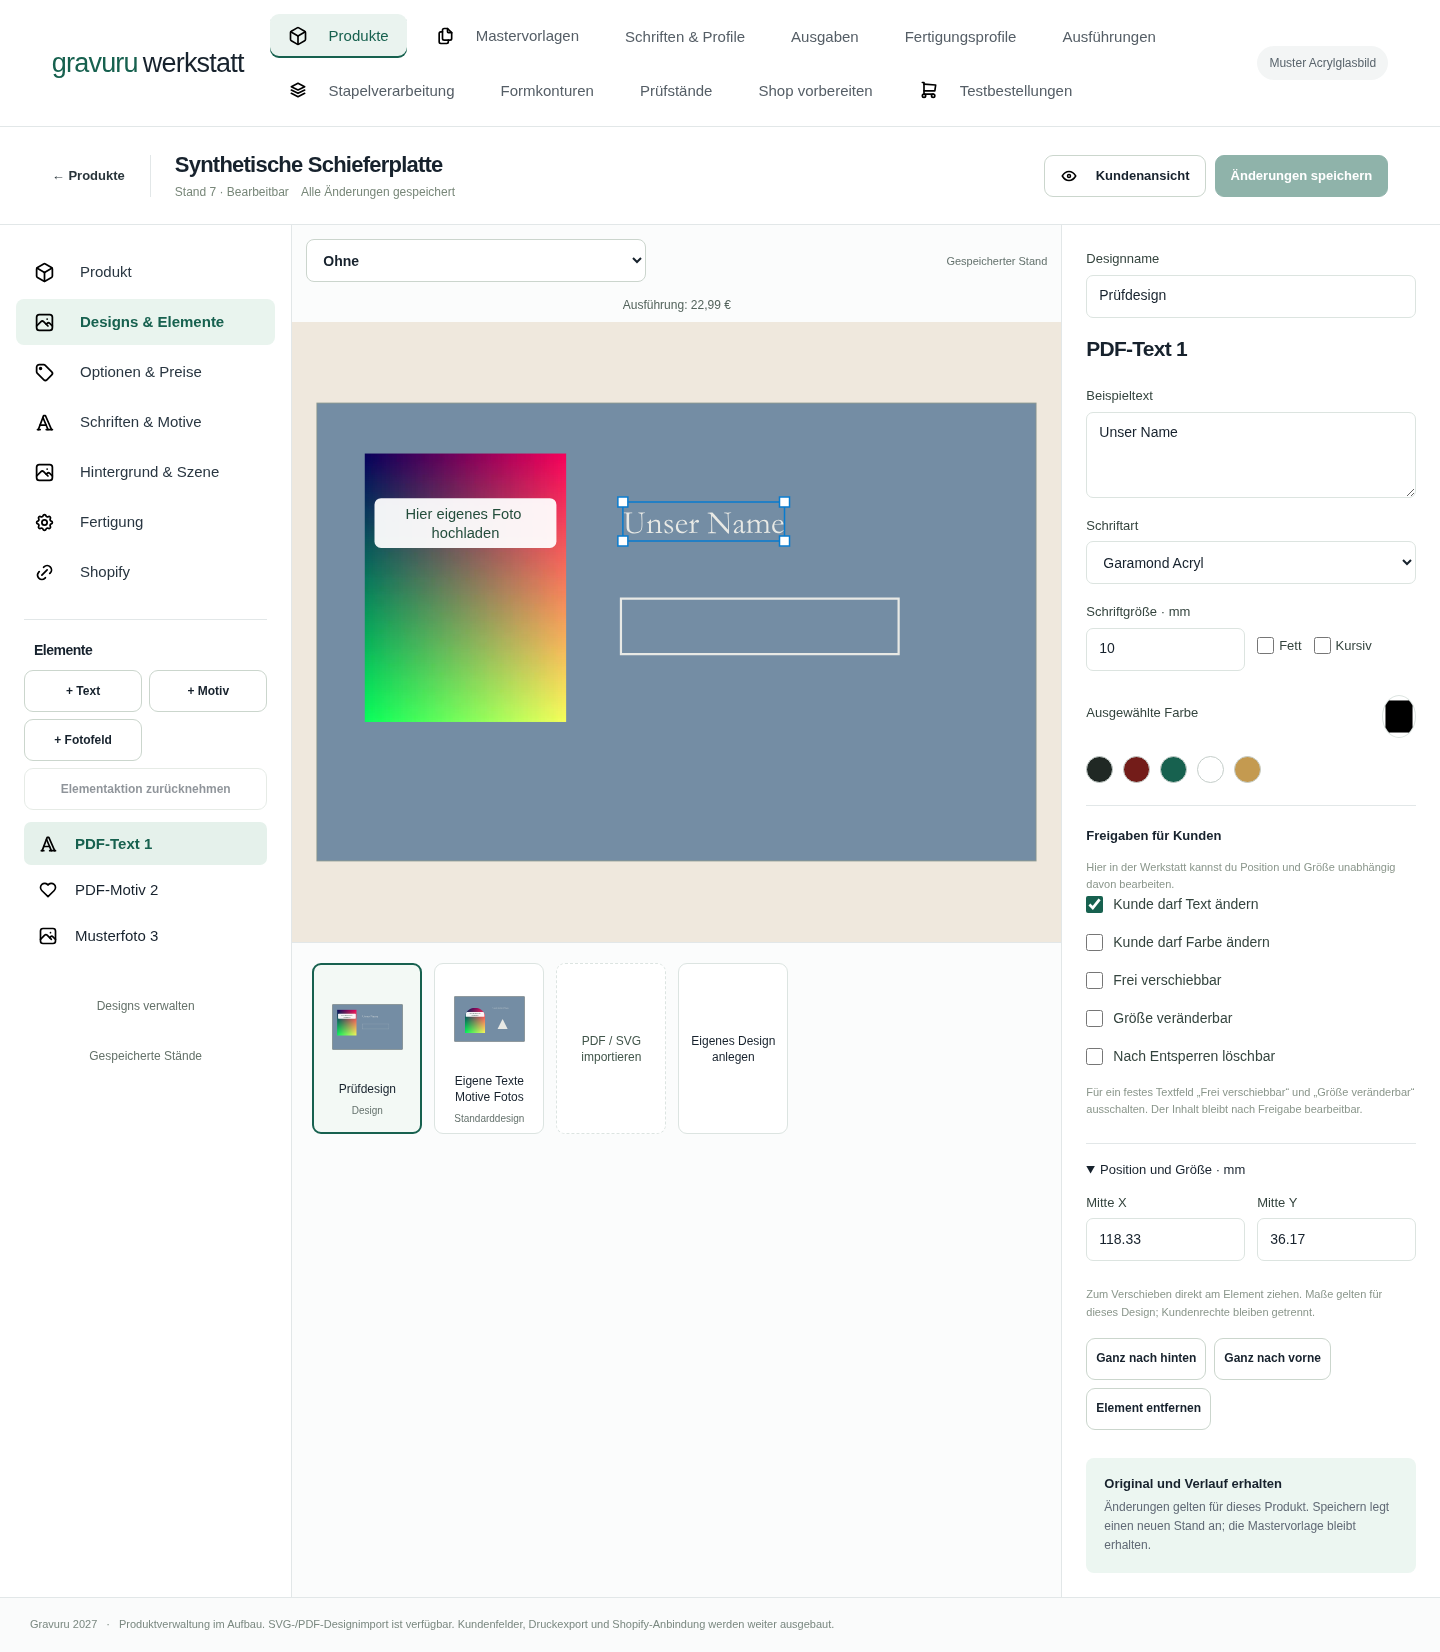 gravuru werkstatt
Produkte
Mastervorlagen
Schriften & Profile
Ausgaben
Fertigungsprofile
Ausführungen
Stapelverarbeitung
Fertigungs
Formkonturen
Prüfstände
Shop vorbereiten
Testbestellungen
Muster Acrylglasbild
← Produkte
Synthetische Schieferplatte
Stand 7 · Bearbeitbar Alle Änderungen gespeichert
Kundenansicht
Änderungen speichern
Produkt
Designs & Elemente
Optionen & Preise
Schriften & Motive
Hintergrund & Szene
Fertigung
Shopify
Elemente
+ Text
+ Motiv
+ Fotofeld
Elementaktion zurücknehmen
PDF-Text 1
PDF-Motiv 2
Musterfoto 3
Designs verwalten
Gespeicherte Stände
Ohne
Gespeicherter Stand
Ausführung: 22,99 €
Hier eigenes Foto
hochladen
Unser Name
Prüfdesign
Design
Eigene Texte
Motive Fotos
Standarddesign
PDF / SVG
importieren
Eigenes Design
anlegen
Designname
Prüfdesign
PDF-Text 1
Beispieltext
Unser Name
Schriftart
Garamond Acryl
Schriftgröße · mm
10
Fett
Kursiv
Ausgewählte Farbe
Freigaben für Kunden
Hier in der Werkstatt kannst du Position und Größe unabhängig
davon bearbeiten.
Kunde darf Text ändern
Kunde darf Farbe ändern
Frei verschiebbar
Größe veränderbar
Nach Entsperren löschbar
Für ein festes Textfeld „Frei verschiebbar“ und „Größe veränderbar“
ausschalten. Der Inhalt bleibt nach Freigabe bearbeitbar.
▼ Position und Größe · mm
Mitte X
Mitte Y
118.33
36.17
Zum Verschieben direkt am Element ziehen. Maße gelten für
dieses Design; Kundenrechte bleiben getrennt.
Ganz nach hinten
Ganz nach vorne
Element entfernen
Original und Verlauf erhalten
Änderungen gelten für dieses Produkt. Speichern legt
einen neuen Stand an; die Mastervorlage bleibt
erhalten.
Gravuru 2027 · Produktverwaltung im Aufbau. SVG-/PDF-Designimport ist verfügbar. Kundenfelder, Druckexport und Shopify-Anbindung werden weiter ausgebaut.